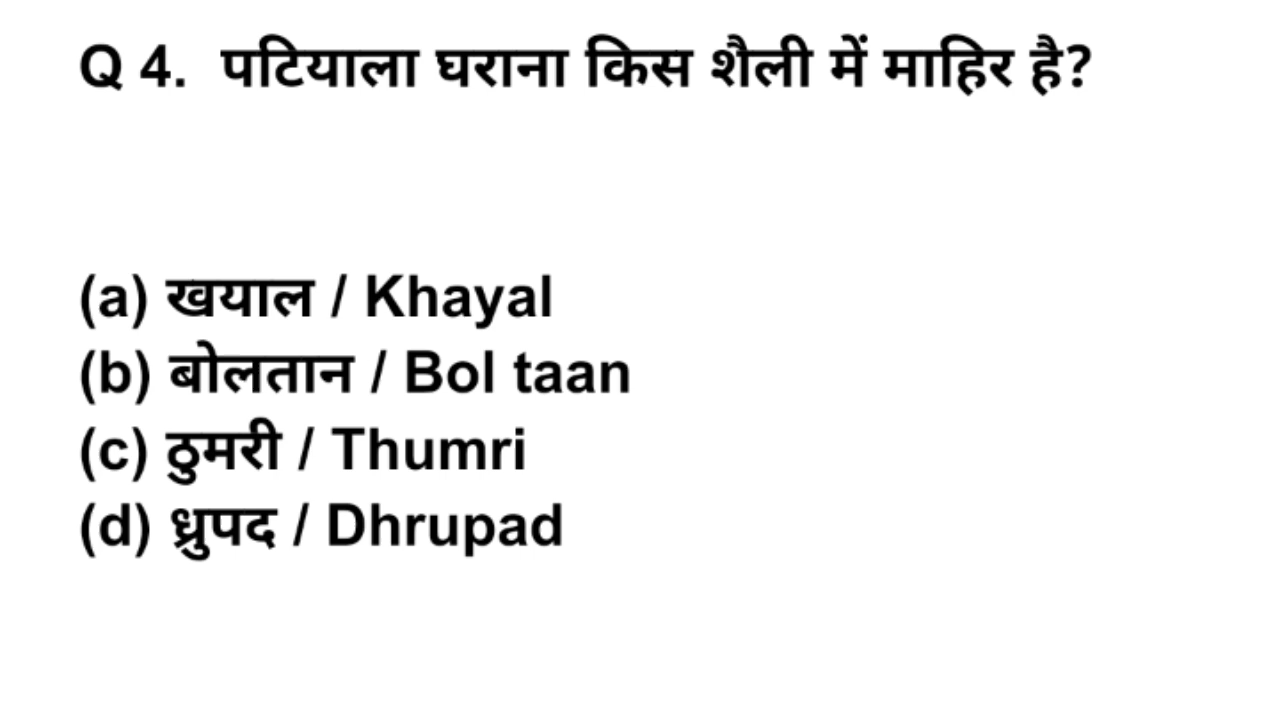 Q 4. पटियाला घराना किस शैली में माहिर है?
(a) खयाल / Khayal
(b) बोलतान / Bol taan
(c) ठुमरी / Thumri
(d) ध्रुपद / Dhrupad